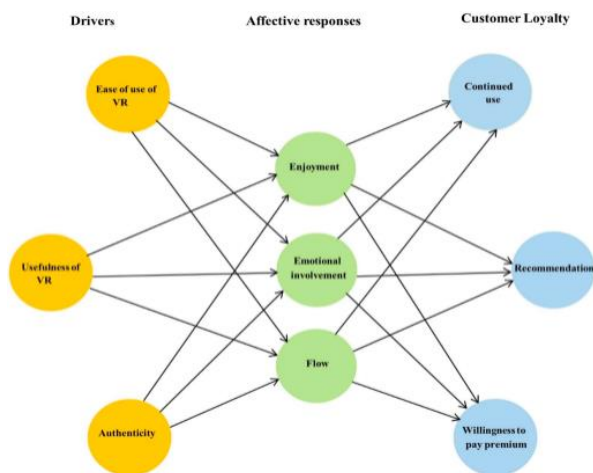 Drivers
Affective responses
Customer Loyalty
Ease of use of
VR
Continued
use
Enjoyment
Usefulness of
VR
Emotional
involvement
Recommendation
Flow
Authenticity
Willingness to
pay premium